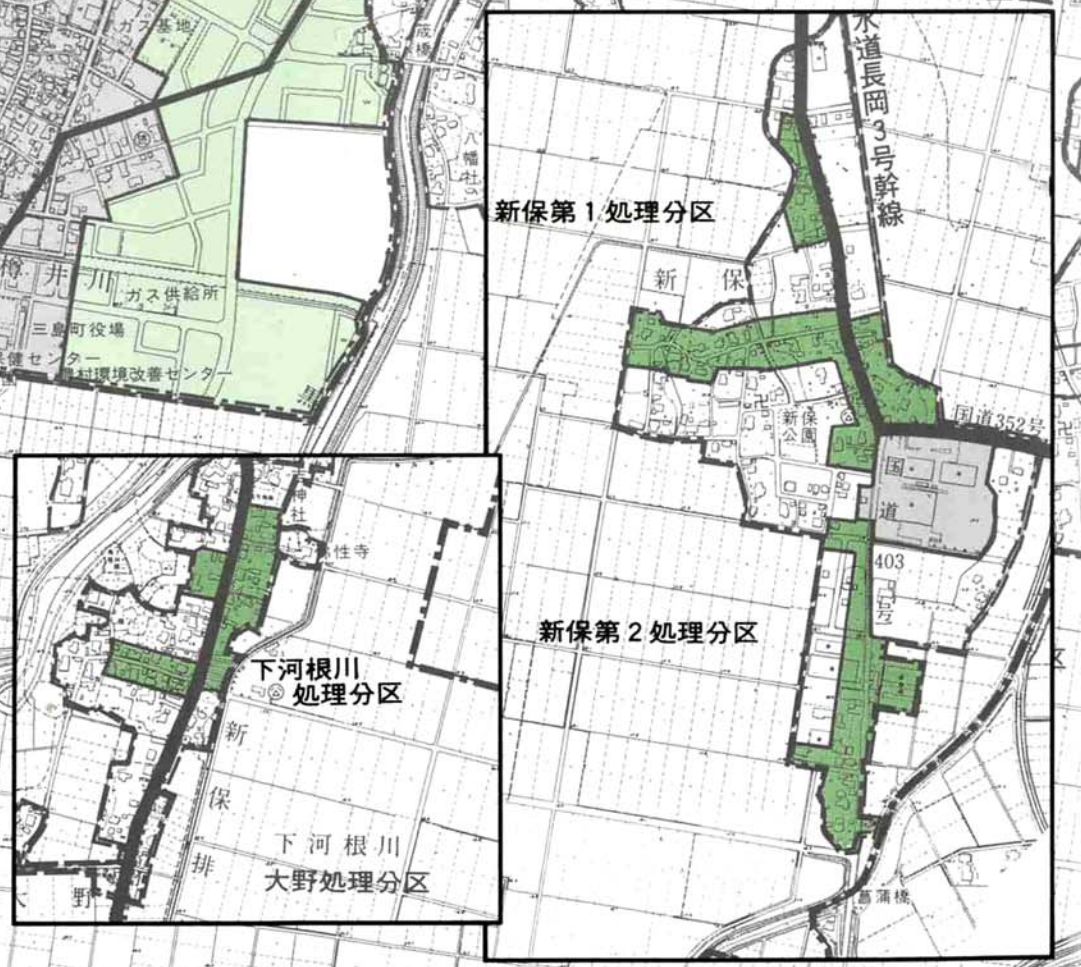 ガス基地
八幡社
水道長岡3号幹線
新保第1処理分区
新保
樽井川
ガス供給所
三島町役場
健センター
村環境改善センター
黒
新保
公園
国道352号
国道
403
号
神社
性寺
新保第2処理分区
下河根川
処理分区
新保排
下河根川
大野処理分区
野
菖蒲橋
区